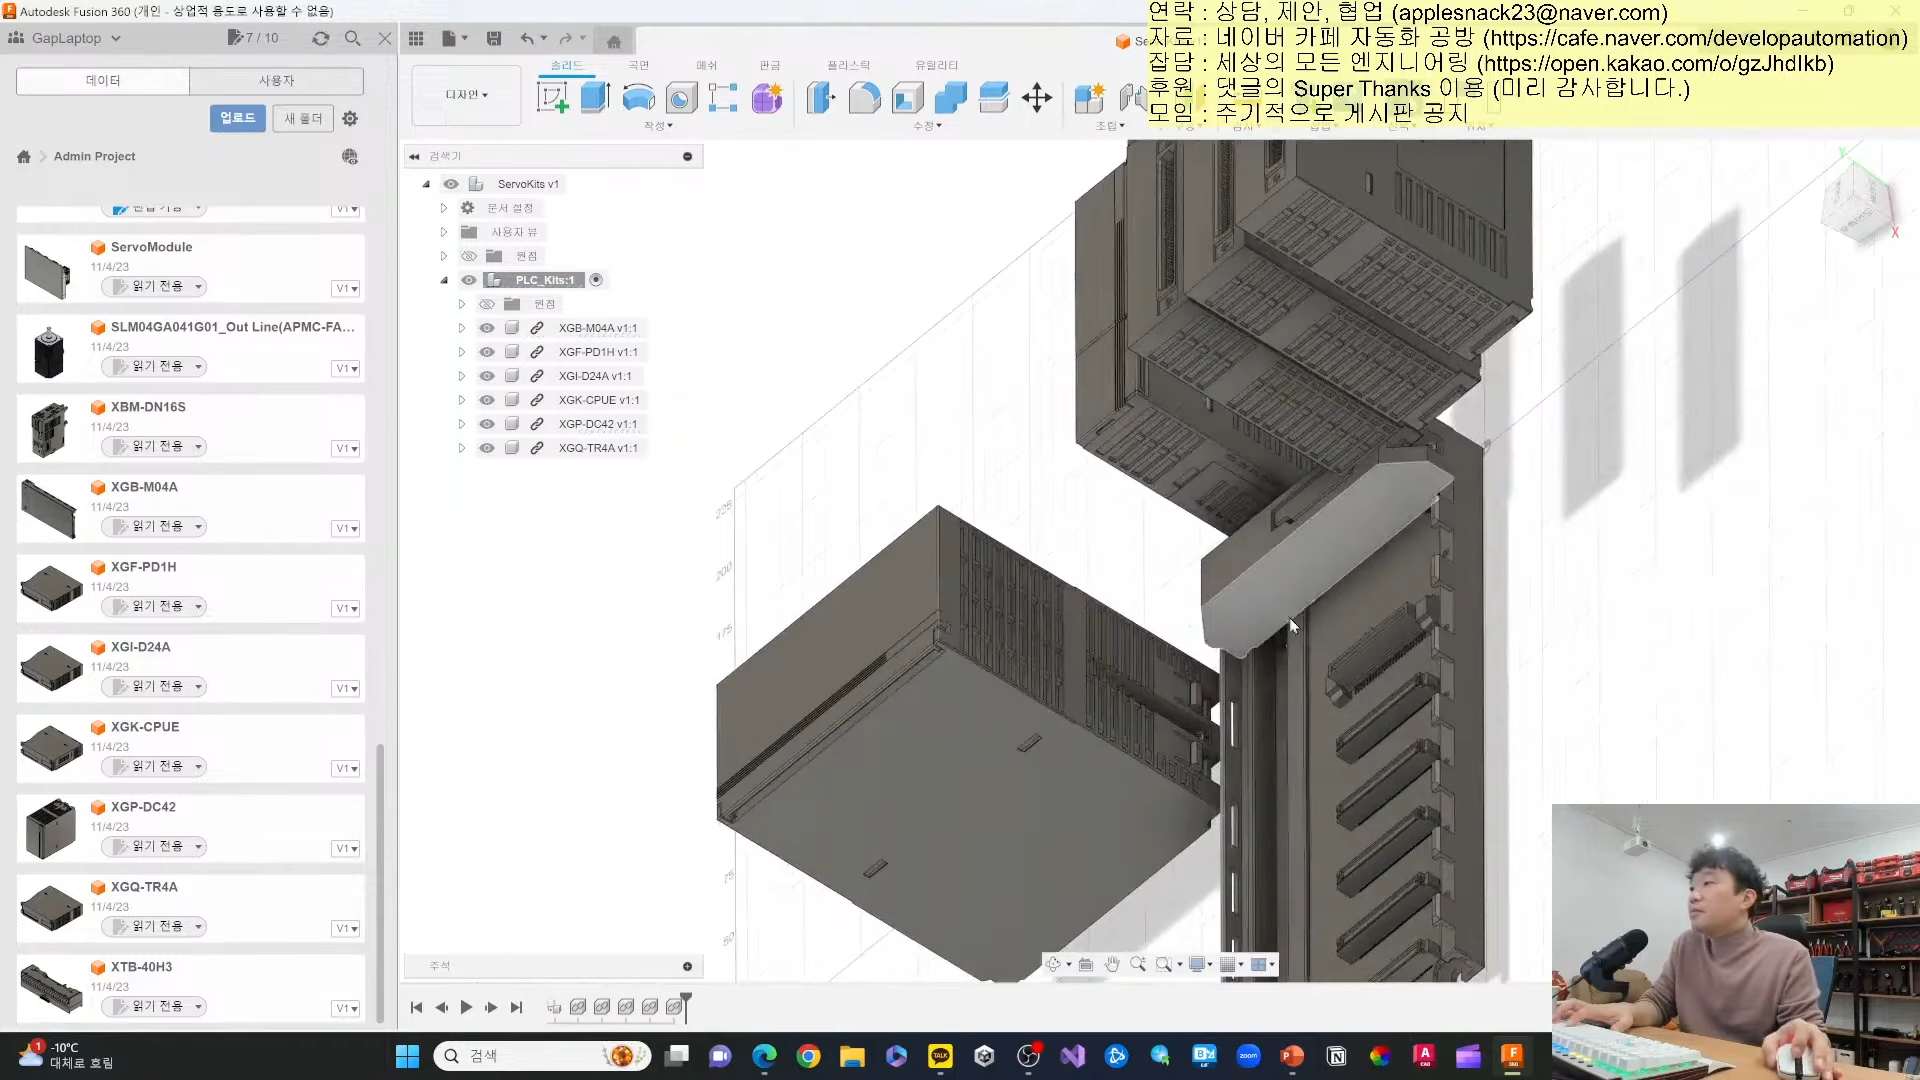 Autodesk Fusion 360 (개인 - 상업적 용도로 사용할 수 없음)
연락 : 상담, 제안, 협업 (applesnack23@naver.com)
자료 : 네이버 카페 자동화 공방 (https://cafe.naver.com/developautomation)
잡담 : 세상의 모든 엔지니어링 (https://open.kakao.com/o/gzJhdIkb)
후원 : 댓글의 Super Thanks 이용 (미리 감사합니다.)
모임 : 주기적으로 게시판 공지
GapLaptop
7 / 10
데이터
사용자
업로드
새 폴더
Admin Project
디자인
솔리드
곡면
메쉬
판금
플라스틱
유틸리티
작성
수정
조립
검색기
ServoKits v1
문서 설정
사용자 뷰
원점
PLC_Kits:1
원점
XGB-M04A v1:1
XGF-PD1H v1:1
XGI-D24A v1:1
XGK-CPUE v1:1
XGP-DC42 v1:1
XGQ-TR4A v1:1
V1
ServoModule
11/4/23
읽기 전용
V1
SLM04GA041G01_Out Line(APMC-FA...
11/4/23
읽기 전용
V1
XBM-DN16S
11/4/23
읽기 전용
V1
XGB-M04A
11/4/23
읽기 전용
V1
XGF-PD1H
11/4/23
읽기 전용
V1
XGI-D24A
11/4/23
읽기 전용
V1
XGK-CPUE
11/4/23
읽기 전용
V1
XGP-DC42
11/4/23
읽기 전용
V1
XGQ-TR4A
11/4/23
읽기 전용
V1
XTB-40H3
11/4/23
읽기 전용
V1
225
200
175
75
50
Y
X
주석
1
-10°C
대체로 흐림
검색
TALK
zoom